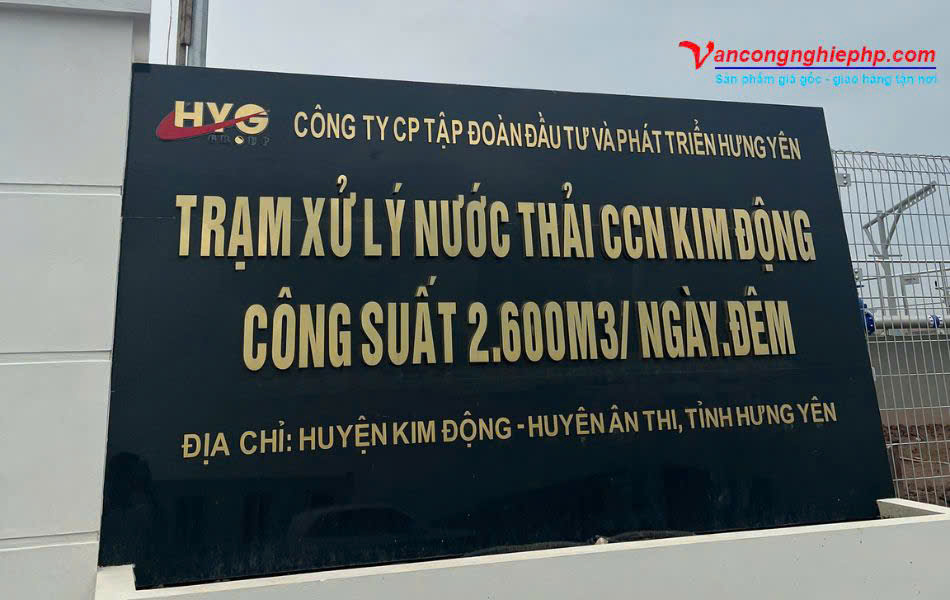 Vancongnghiephp.com
Sản phẩm giá gốc - giao hàng tận nơi
HYG
GROUP
CÔNG TY CP TẬP ĐOÀN ĐẦU TƯ VÀ PHÁT TRIỂN HƯNG YÊN
TRẠM XỬ LÝ NƯỚC THẢI CCN KIM ĐỘNG
CÔNG SUẤT 2.600M3/ NGÀY.ĐÊM
ĐỊA CHỈ: HUYỆN KIM ĐỘNG - HUYỆN ÂN THI, TỈNH HƯNG YÊN